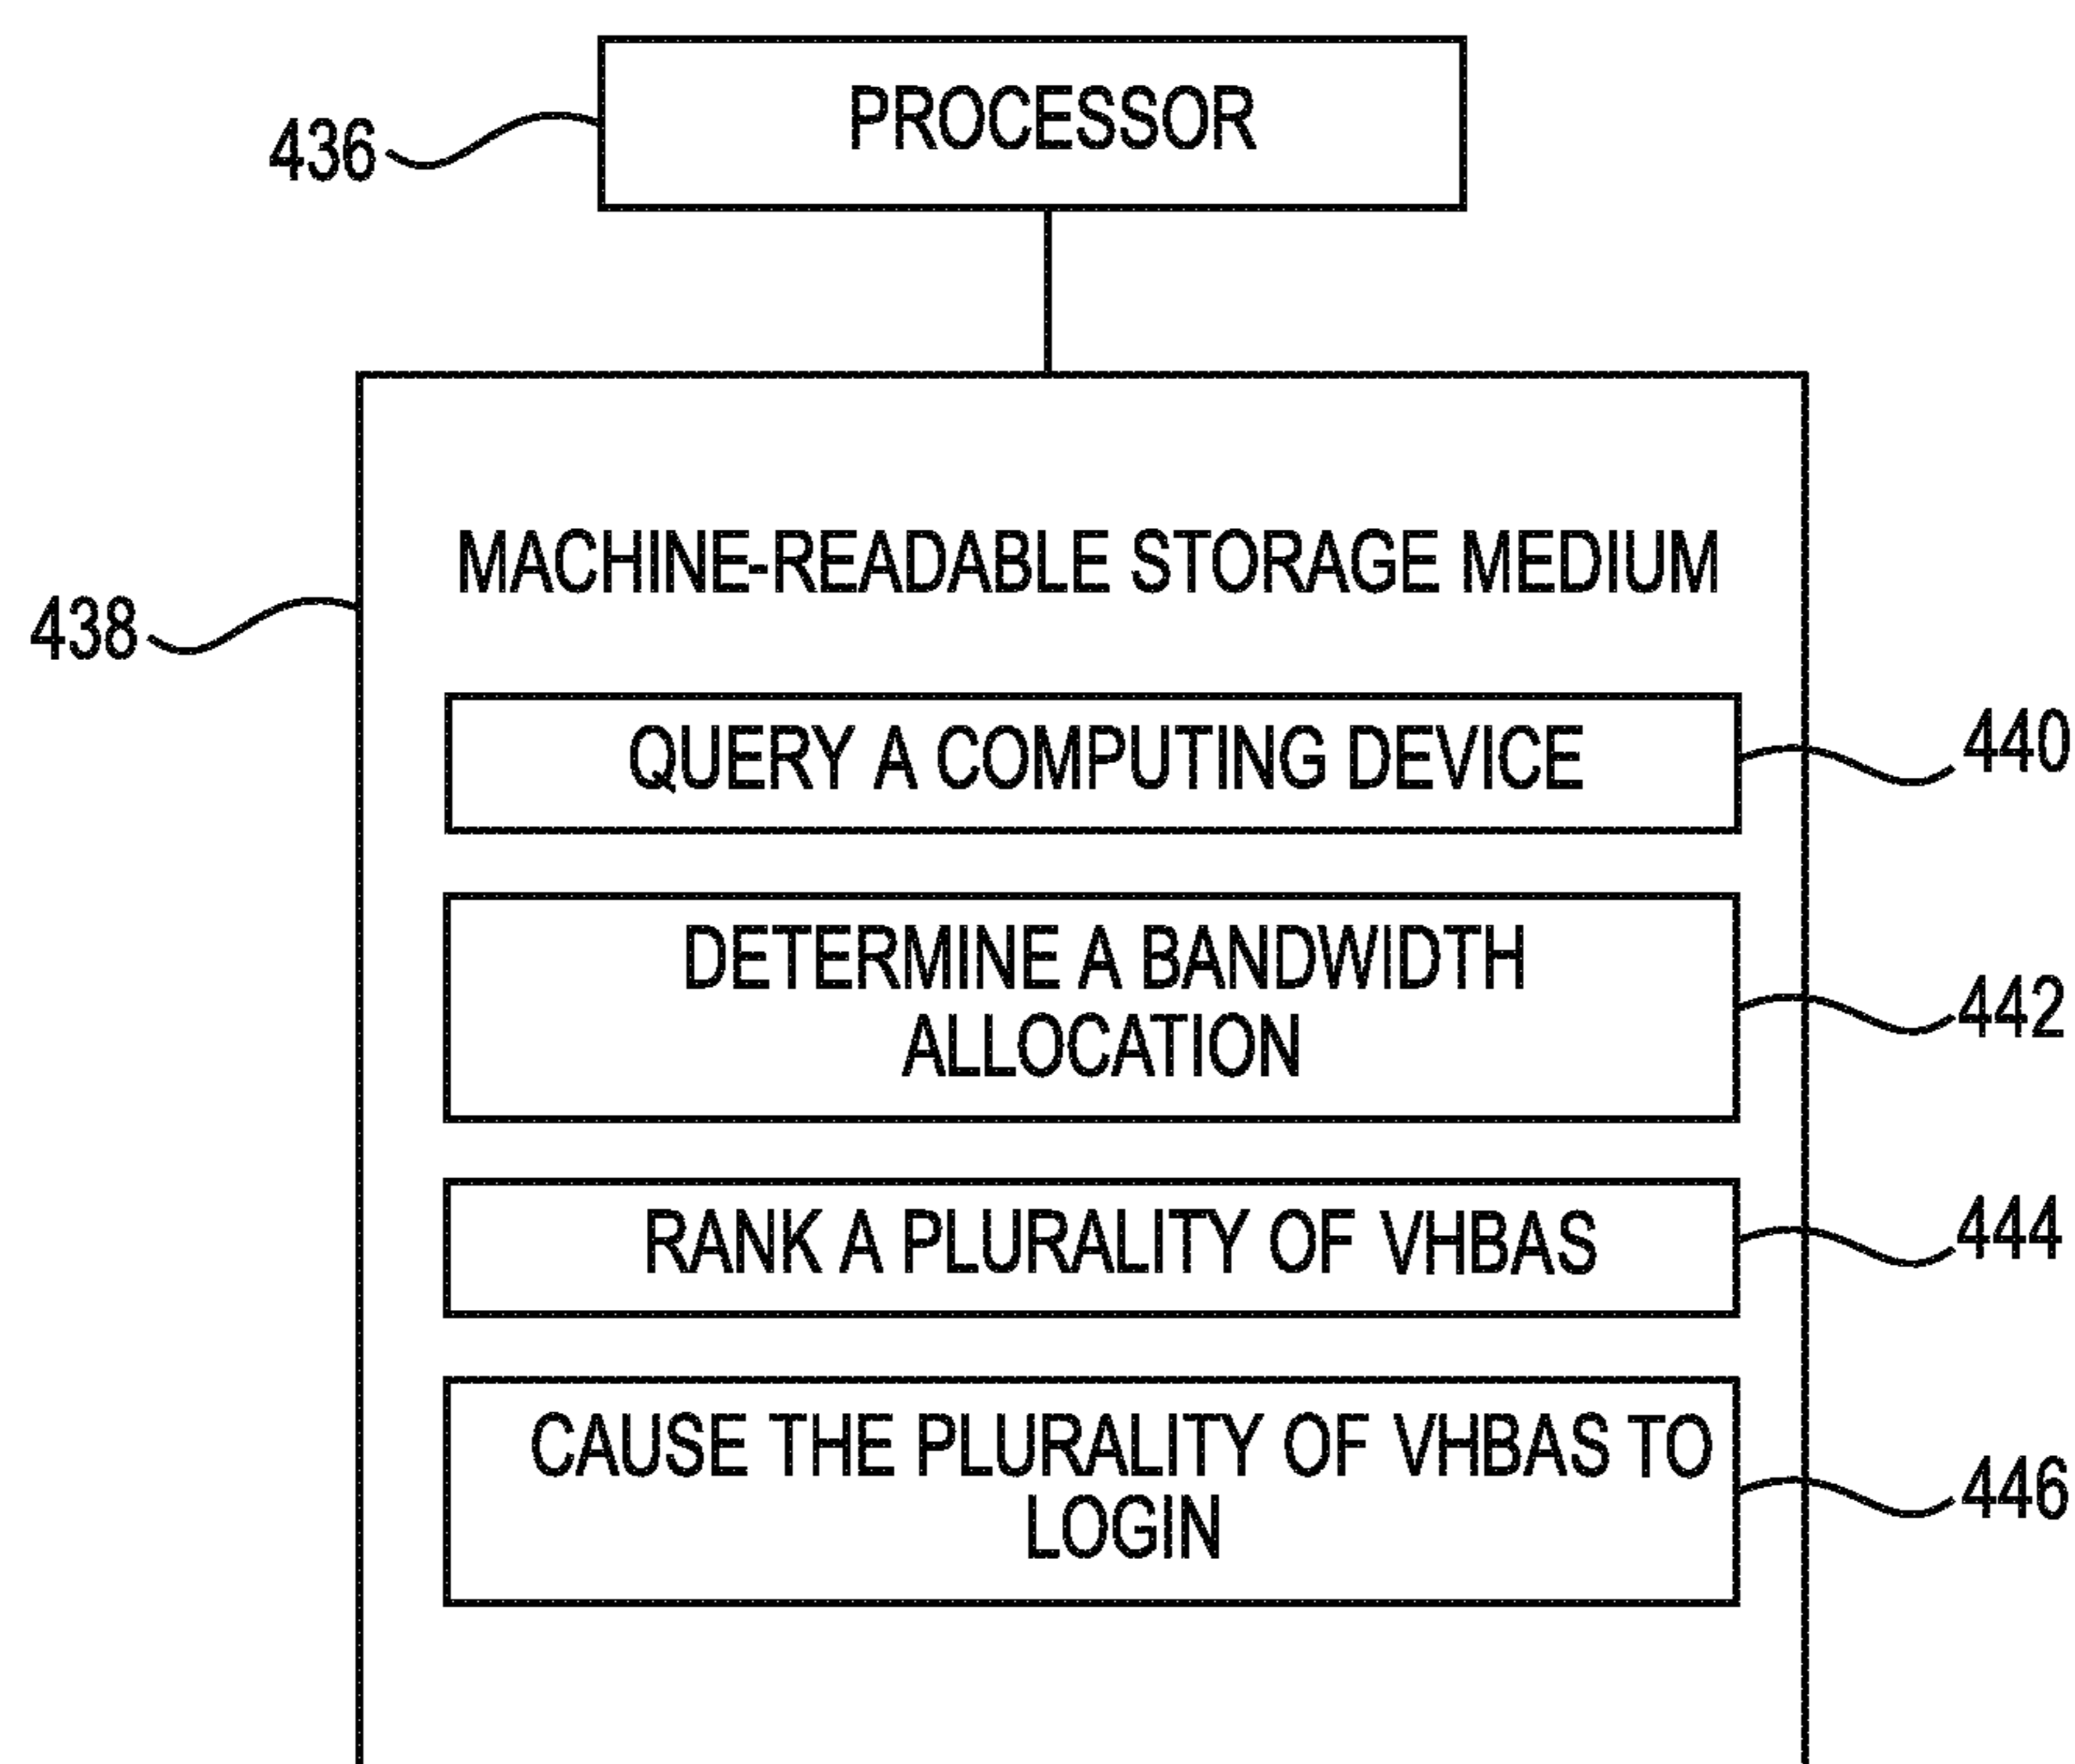 PROCESSOR
436
MACHINE-READABLE STORAGE MEDIUM
438
QUERY A COMPUTING DEVICE
440
DETERMINE A BANDWIDTH
ALLOCATION
442
RANK A PLURALITY OF VHBAS
444
CAUSE THE PLURALITY OF VHBAS TO
LOGIN
446